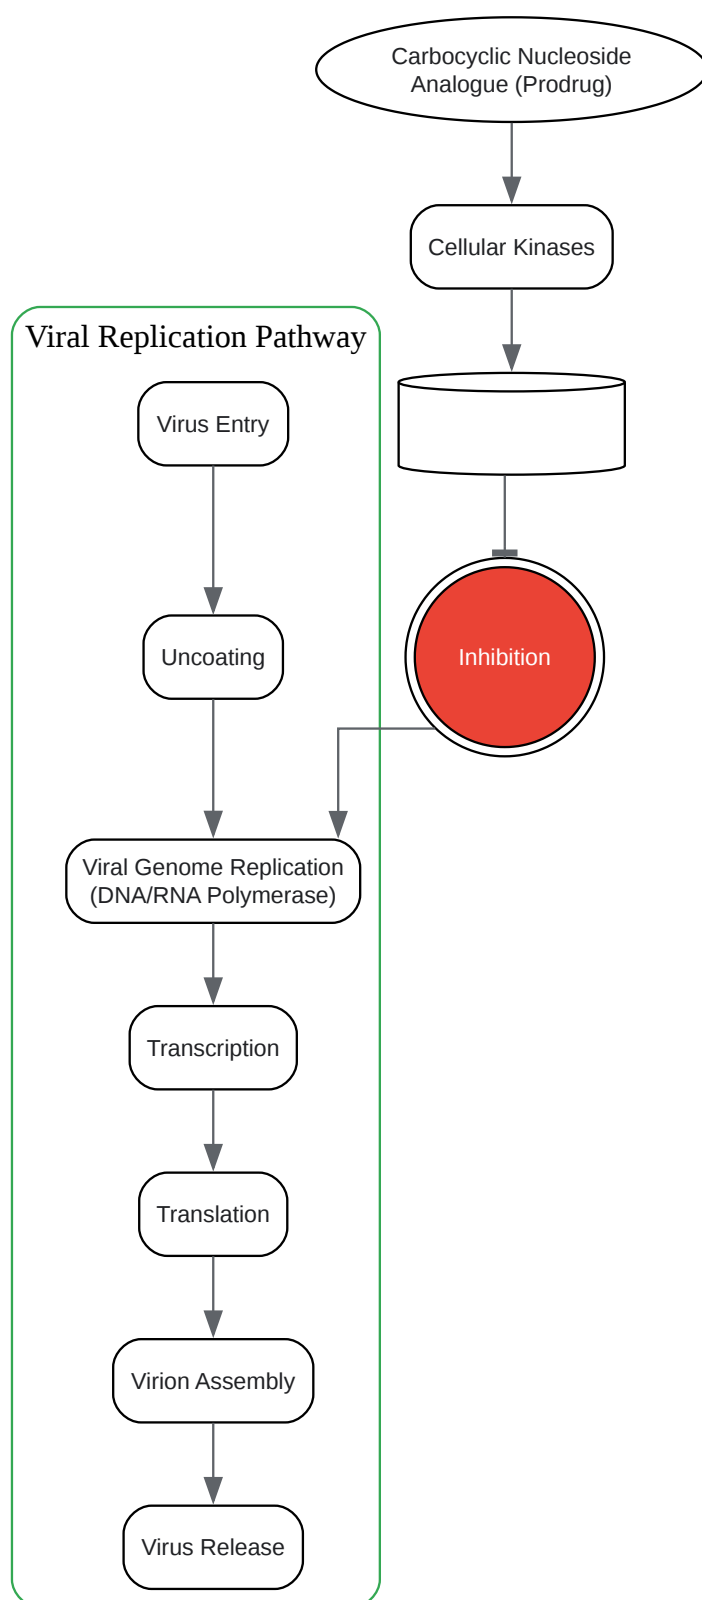 Carbocyclic Nucleoside
Analogue (Prodrug)
Cellular Kinases
Viral Replication Pathway
Virus Entry
Uncoating
Inhibition
Viral Genome Replication
(DNA/RNA Polymerase)
Transcription
Translation
Virion Assembly
Virus Release